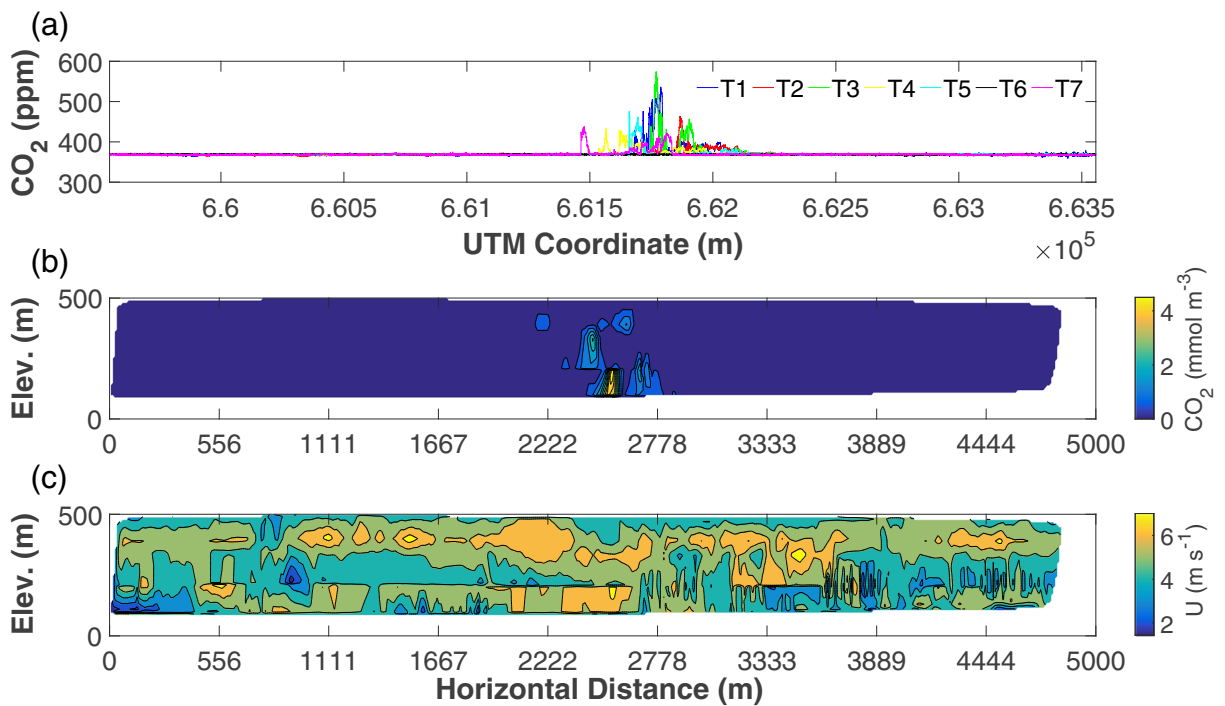 (a)
CO2 (ppm)
600
500
400
300
T1 T2 T3 T4 T5 T6 T7
6.6 6.605 6.61 6.615 6.62 6.625 6.63 6.635
UTM Coordinate (m)
×10^5
(b)
Elev. (m)
500
0
0 556 1111 1667 2222 2778 3333 3889 4444 5000
4
2
0
CO2 (mmol m-3)
(c)
Elev. (m)
500
0
0 556 1111 1667 2222 2778 3333 3889 4444 5000
Horizontal Distance (m)
6
4
2
U (m s-1)